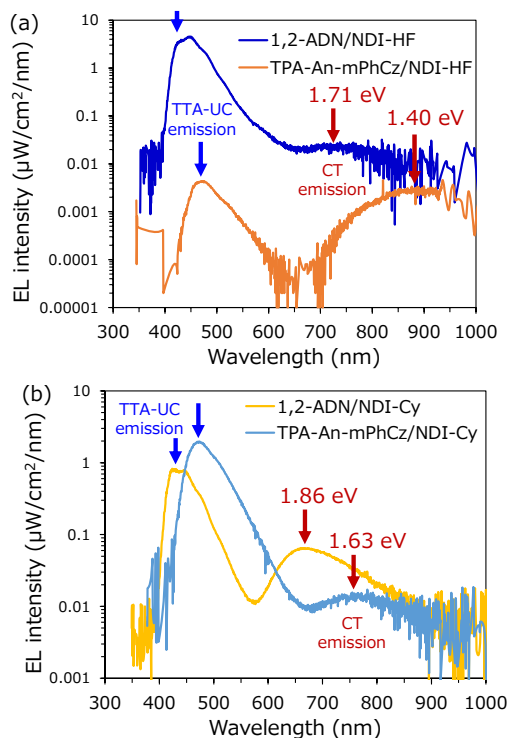 (a)
1,2-ADN/NDI-HF
TPA-An-mPhCz/NDI-HF
TTA-UC
emission
1.71 eV
1.40 eV
CT
emission
10
1
0.1
0.01
0.001
0.0001
0.00001
EL intensity (µW/cm²/nm)
300 400 500 600 700 800 900 1000
Wavelength (nm)
(b)
1,2-ADN/NDI-Cy
TPA-An-mPhCz/NDI-Cy
TTA-UC
emission
1.86 eV
1.63 eV
CT
emission
10
1
0.1
0.01
0.001
EL intensity (µW/cm²/nm)
300 400 500 600 700 800 900 1000
Wavelength (nm)